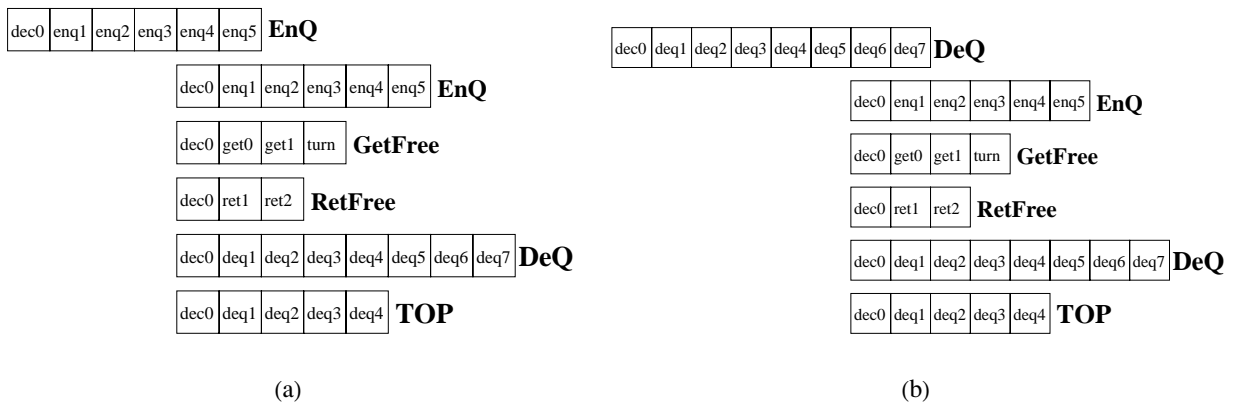 dec0 enq1 enq2 enq3 enq4 enq5 EnQ
dec0 enq1 enq2 enq3 enq4 enq5 EnQ
dec0 get0 get1 turn GetFree
dec0 ret1 ret2 RetFree
dec0 deq1 deq2 deq3 deq4 deq5 deq6 deq7 DeQ
dec0 deq1 deq2 deq3 deq4 TOP
(a)
dec0 deq1 deq2 deq3 deq4 deq5 deq6 deq7 DeQ
dec0 enq1 enq2 enq3 enq4 enq5 EnQ
dec0 get0 get1 turn GetFree
dec0 ret1 ret2 RetFree
dec0 deq1 deq2 deq3 deq4 deq5 deq6 deq7 DeQ
dec0 deq1 deq2 deq3 deq4 TOP
(b)